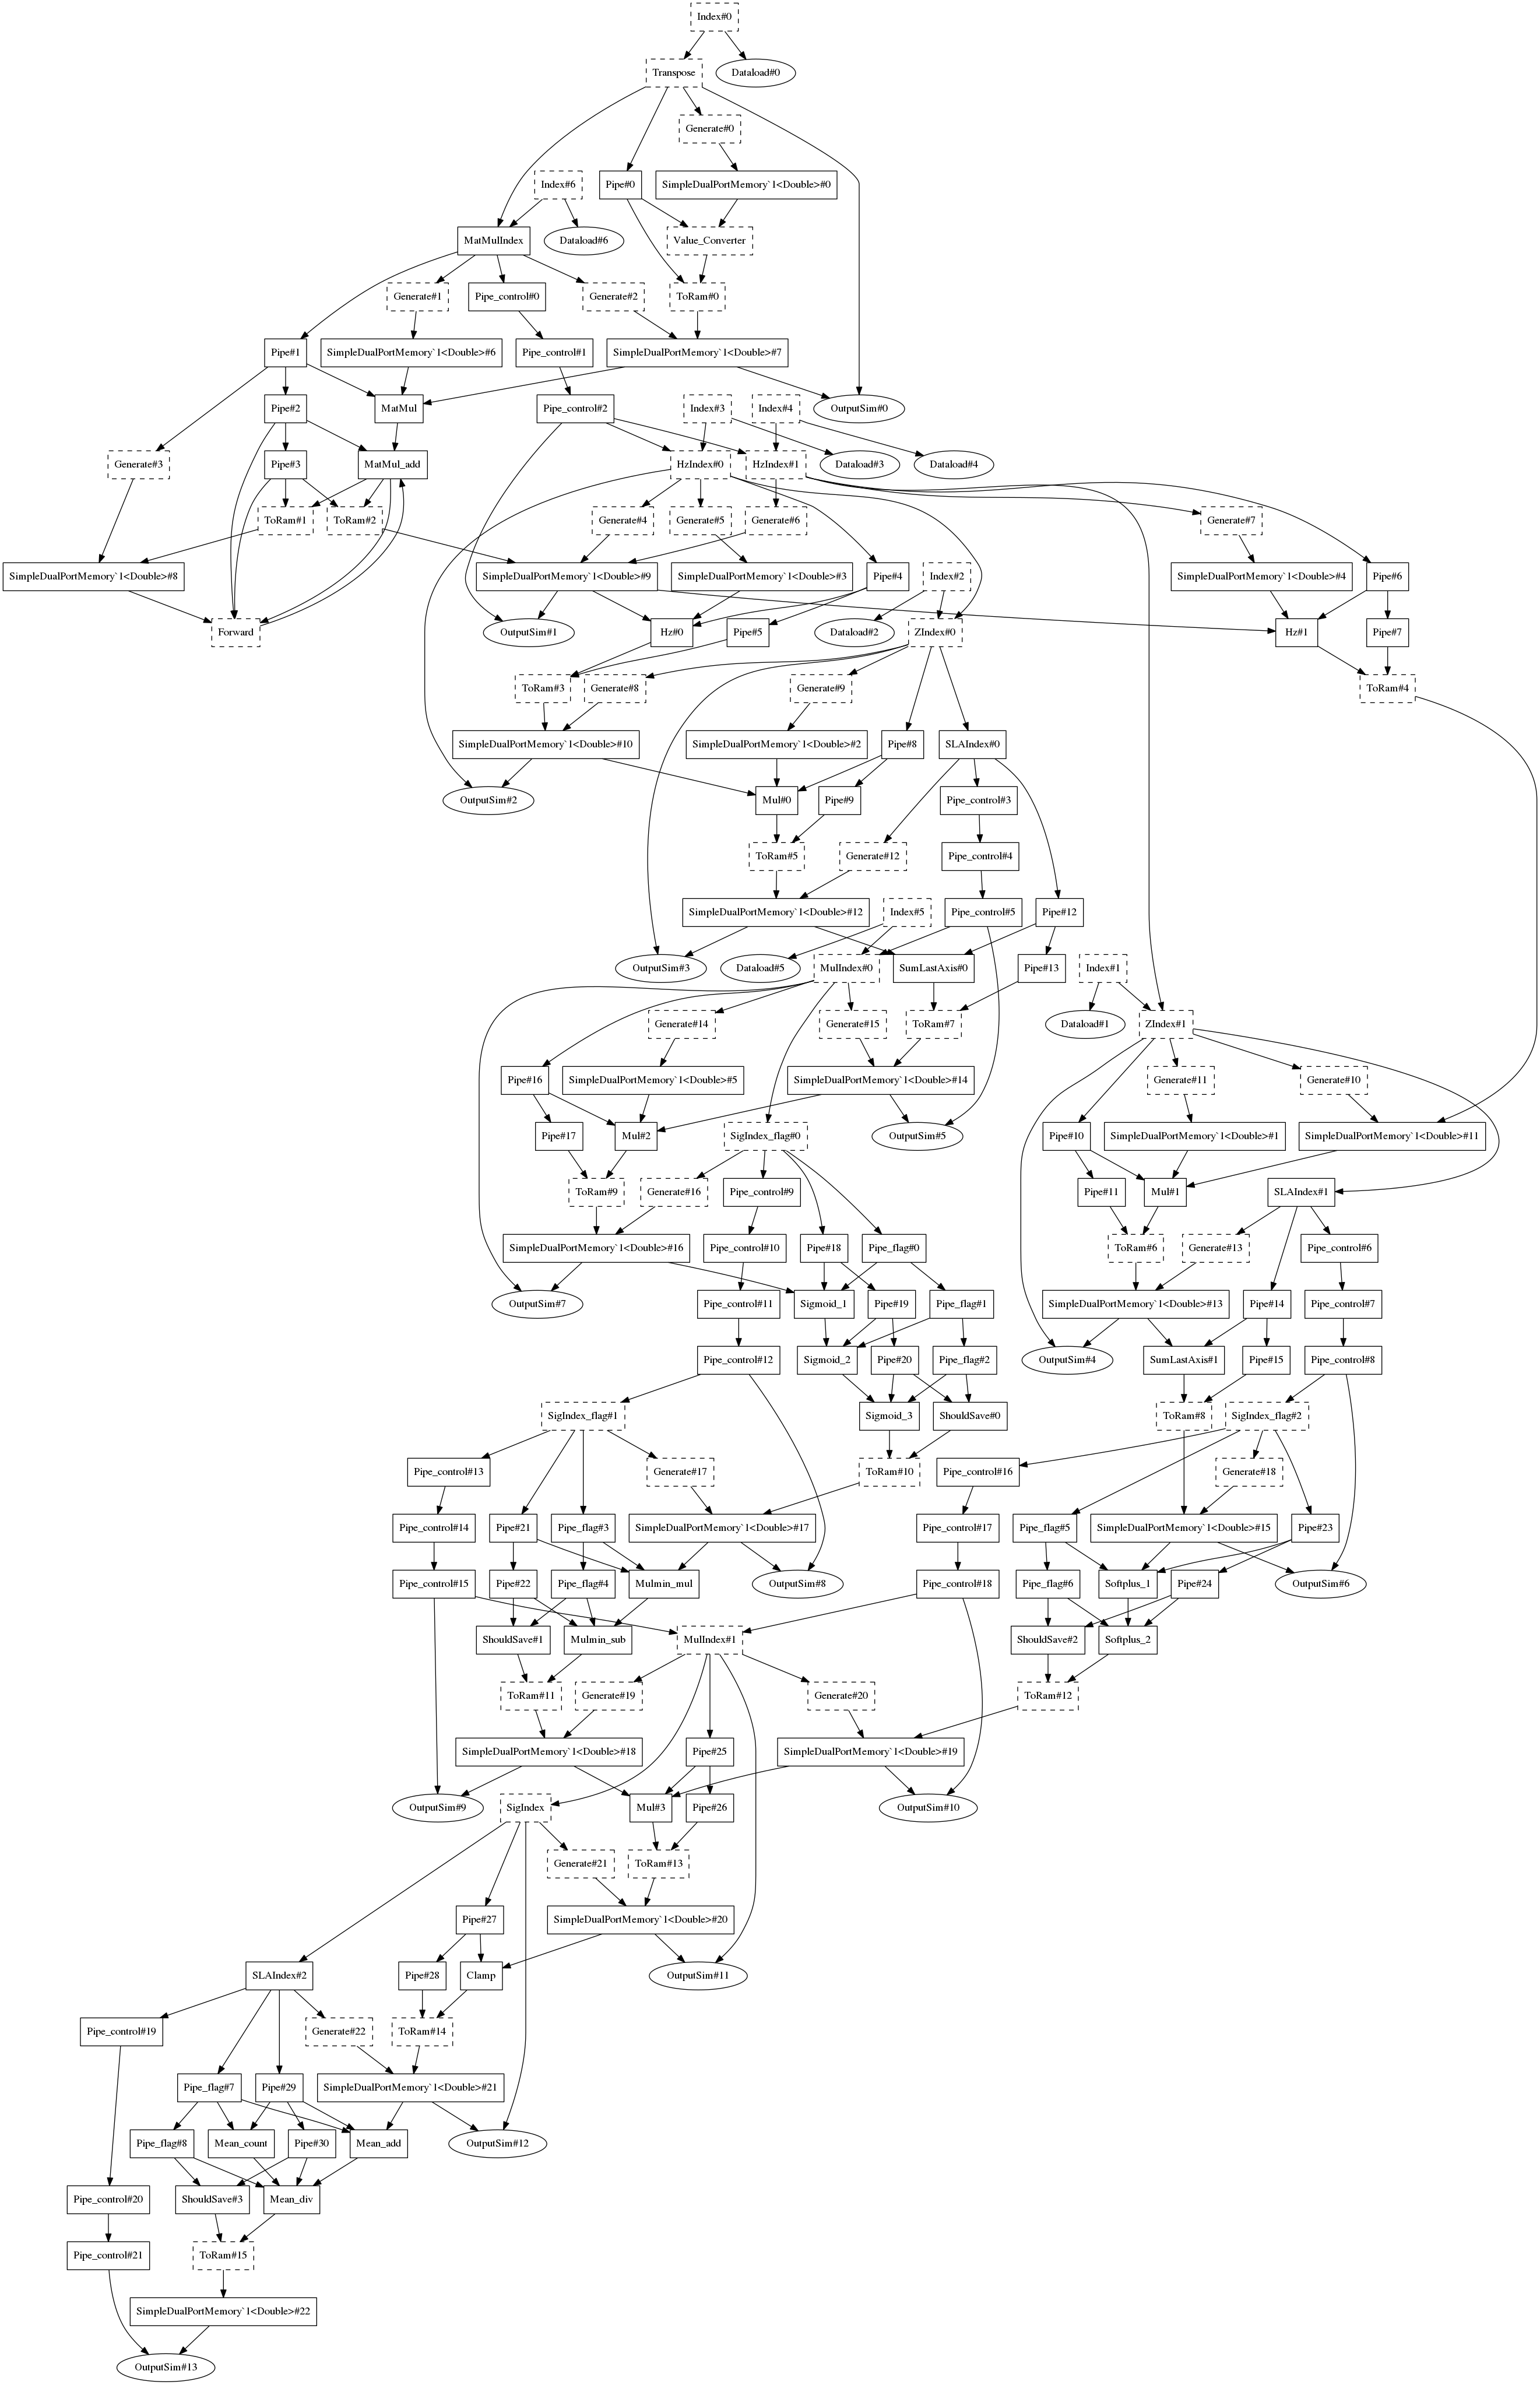 Index#0
Transpose
Dataload#0
Generate#0
Index#6
Pipe#0
SimpleDualPortMemory`1<Double>#0
MatMulIndex
Dataload#6
Value_Converter
Generate#1
Pipe_control#0
Generate#2
ToRam#0
Pipe#1
SimpleDualPortMemory`1<Double>#6
Pipe_control#1
SimpleDualPortMemory`1<Double>#7
Pipe#2
MatMul
Pipe_control#2
Index#3
Index#4
OutputSim#0
Generate#3
Pipe#3
MatMul_add
HzIndex#0
HzIndex#1
Dataload#3
Dataload#4
ToRam#1
ToRam#2
Generate#4
Generate#5
Generate#6
Generate#7
SimpleDualPortMemory`1<Double>#8
SimpleDualPortMemory`1<Double>#9
SimpleDualPortMemory`1<Double>#3
Pipe#4
Index#2
SimpleDualPortMemory`1<Double>#4
Pipe#6
Forward
OutputSim#1
Hz#0
Pipe#5
Dataload#2
ZIndex#0
Hz#1
Pipe#7
ToRam#3
Generate#8
Generate#9
ToRam#4
SimpleDualPortMemory`1<Double>#10
SimpleDualPortMemory`1<Double>#2
Pipe#8
SLAIndex#0
OutputSim#2
Mul#0
Pipe#9
Pipe_control#3
ToRam#5
Generate#12
Pipe_control#4
SimpleDualPortMemory`1<Double>#12
Index#5
Pipe_control#5
Pipe#12
OutputSim#3
Dataload#5
MulIndex#0
SumLastAxis#0
Pipe#13
Index#1
Generate#14
Generate#15
ToRam#7
Dataload#1
ZIndex#1
Pipe#16
SimpleDualPortMemory`1<Double>#5
SimpleDualPortMemory`1<Double>#14
Generate#11
Generate#10
Pipe#17
Mul#2
SigIndex_flag#0
OutputSim#5
Pipe#10
SimpleDualPortMemory`1<Double>#1
SimpleDualPortMemory`1<Double>#11
ToRam#9
Generate#16
Pipe_control#9
Pipe#11
Mul#1
SLAIndex#1
SimpleDualPortMemory`1<Double>#16
Pipe_control#10
Pipe#18
Pipe_flag#0
ToRam#6
Generate#13
Pipe_control#6
OutputSim#7
Pipe_control#11
Sigmoid_1
Pipe#19
Pipe_flag#1
SimpleDualPortMemory`1<Double>#13
Pipe#14
Pipe_control#7
Pipe_control#12
Sigmoid_2
Pipe#20
Pipe_flag#2
OutputSim#4
SumLastAxis#1
Pipe#15
Pipe_control#8
SigIndex_flag#1
Sigmoid_3
ShouldSave#0
ToRam#8
SigIndex_flag#2
Pipe_control#13
Generate#17
ToRam#10
Pipe_control#16
Generate#18
Pipe_control#14
Pipe#21
Pipe_flag#3
SimpleDualPortMemory`1<Double>#17
Pipe_control#17
Pipe_flag#5
SimpleDualPortMemory`1<Double>#15
Pipe#23
Pipe_control#15
Pipe#22
Pipe_flag#4
Mulmin_mul
OutputSim#8
Pipe_control#18
Pipe_flag#6
Softplus_1
Pipe#24
OutputSim#6
ShouldSave#1
Mulmin_sub
MulIndex#1
ShouldSave#2
Softplus_2
ToRam#11
Generate#19
Generate#20
ToRam#12
SimpleDualPortMemory`1<Double>#18
Pipe#25
SimpleDualPortMemory`1<Double>#19
OutputSim#9
SigIndex
Mul#3
Pipe#26
OutputSim#10
Generate#21
ToRam#13
Pipe#27
SimpleDualPortMemory`1<Double>#20
SLAIndex#2
Pipe#28
Clamp
OutputSim#11
Pipe_control#19
Generate#22
ToRam#14
Pipe_flag#7
Pipe#29
SimpleDualPortMemory`1<Double>#21
Pipe_flag#8
Mean_count
Pipe#30
Mean_add
OutputSim#12
Pipe_control#20
ShouldSave#3
Mean_div
Pipe_control#21
ToRam#15
SimpleDualPortMemory`1<Double>#22
OutputSim#13